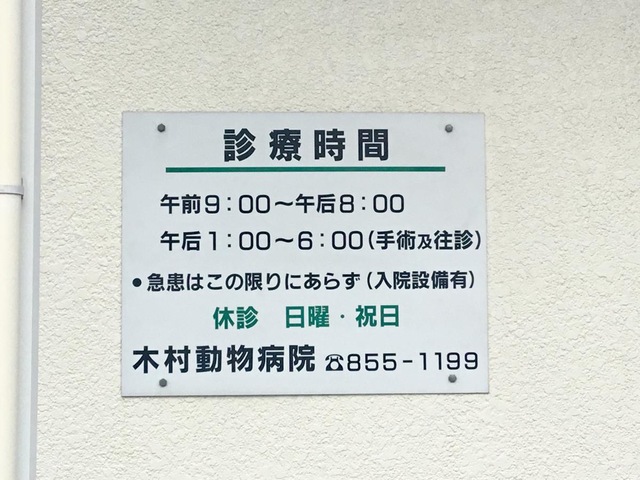 診療時間
午前9:00～午后8:00
午后1:00～6:00(手術及往診)
●急患はこの限りにあらず(入院設備有)
休診 日曜・祝日
木村動物病院 ☎855-1199